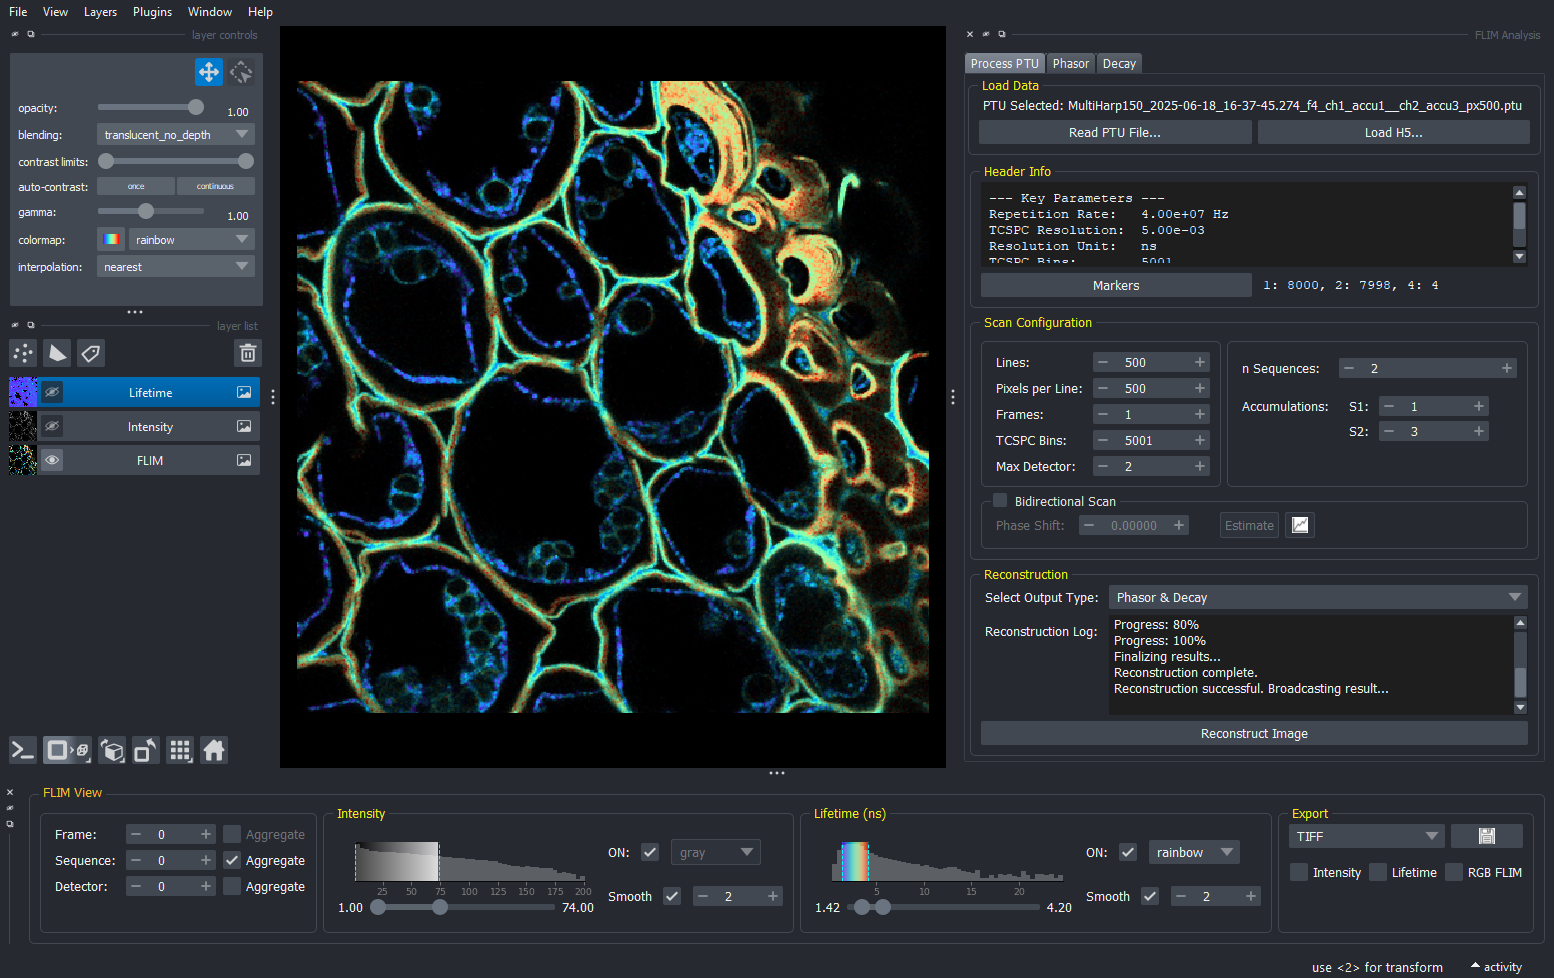 File View Layers Plugins Window Help
layer controls
opacity: 1.00
blending: translucent_no_depth
contrast limits:
auto-contrast: once continuous
gamma: 1.00
colormap: rainbow
interpolation: nearest
layer list
Lifetime
Intensity
FLIM
FLIM Analysis
Process PTU Phasor Decay
Load Data
PTU Selected: MultiHarp150_2025-06-18_16-37-45.274_f4_ch1_accu1__ch2_accu3_px500.ptu
Read PTU File... Load H5...
Header Info
--- Key Parameters ---
Repetition Rate: 4.00e+07 Hz
TCSPC Resolution: 5.00e-03
Resolution Unit: ns
TCSPC Bins: 5001
Markers 1: 8000, 2: 7998, 4: 4
Scan Configuration
Lines: 500
Pixels per Line: 500
Frames: 1
TCSPC Bins: 5001
Max Detector: 2
n Sequences: 2
Accumulations: S1: 1
S2: 3
Bidirectional Scan
Phase Shift: 0.00000 Estimate
Reconstruction
Select Output Type: Phasor & Decay
Reconstruction Log:
Progress: 80%
Progress: 100%
Finalizing results...
Reconstruction complete.
Reconstruction successful. Broadcasting result...
Reconstruct Image
FLIM View
Frame: 0 Aggregate
Sequence: 0 Aggregate
Detector: 0 Aggregate
Intensity
25 50 75 100 125 150 175 200
1.00 74.00
ON: gray
Smooth 2
Lifetime (ns)
5 10 15 20
1.42 4.20
ON: rainbow
Smooth 2
Export
TIFF
Intensity Lifetime RGB FLIM
use <2> for transform activity